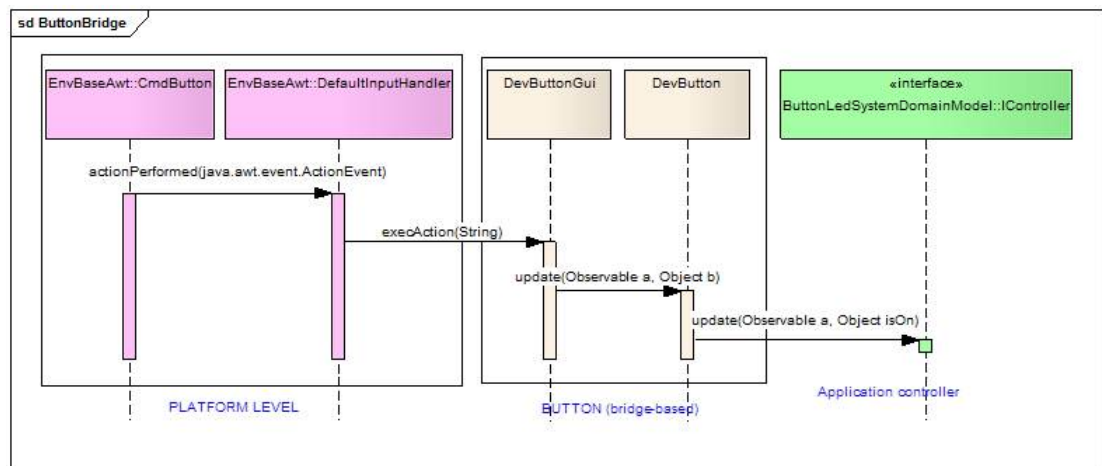 sd ButtonBridge
EnvBaseAwt::CmdButton
EnvBaseAwt::DefaultInputHandler
DevButtonGui
DevButton
«interface»
ButtonLedSystemDomainModel::IController
actionPerformed(java.awt.event.ActionEvent)
execAction(String)
update(Observable a, Object b)
update(Observable a, Object isOn)
PLATFORM LEVEL
BUTTON (bridge-based)
Application controller